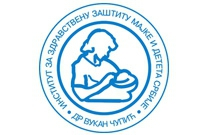 ИНСТИТУТ ЗА ЗДРАВСТВЕНУ ЗАШТИТУ МАЈКЕ И ДЕТЕТА СРБИЈЕ
ДР ВУКАН ЧУПИЋ